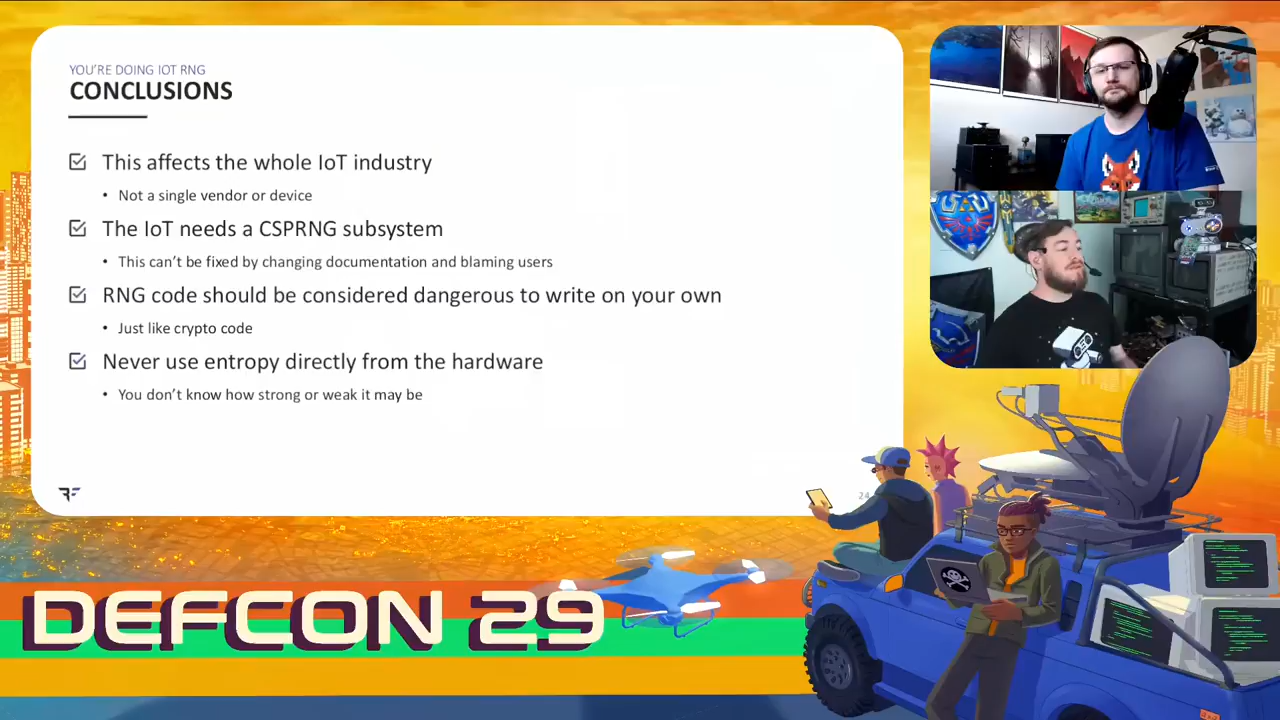 YOU'RE DOING IOT RNG
CONCLUSIONS
This affects the whole IoT industry
• Not a single vendor or device
The IoT needs a CSPRNG subsystem
• This can't be fixed by changing documentation and blaming users
RNG code should be considered dangerous to write on your own
• Just like crypto code
Never use entropy directly from the hardware
• You don't know how strong or weak it may be
24
DEFCON 29